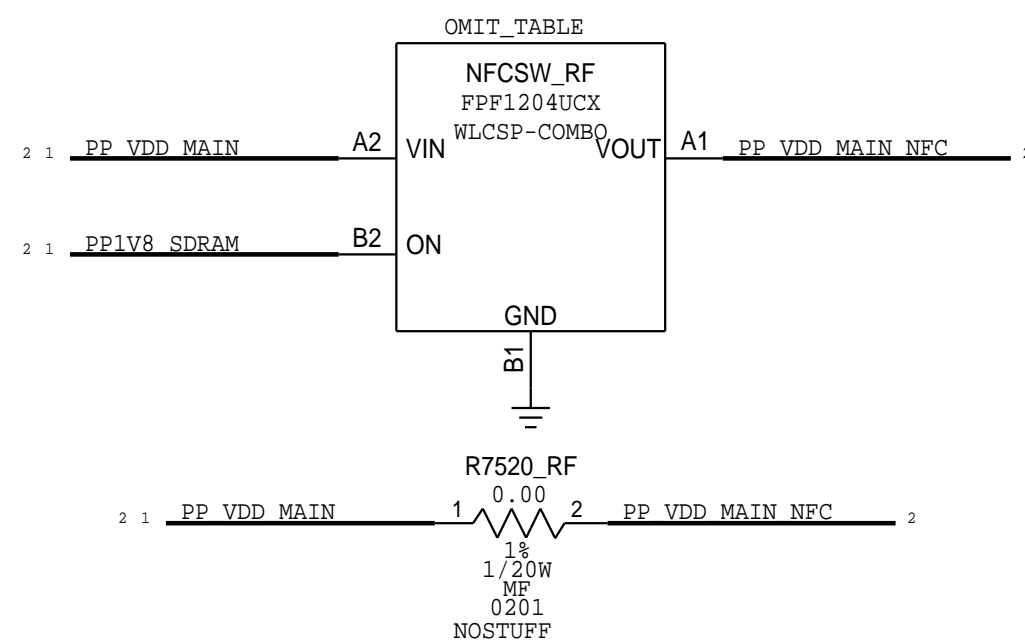 OMIT_TABLE
NFCSW_RF
FPF1204UCX
WLCSP-COMBO
2 1 PP_VDD_MAIN A2 VIN VOUT A1 PP_VDD_MAIN_NFC
2 1 PP1V8_SDRAM B2 ON
GND
B1
R7520_RF
0.00
2 1 PP_VDD_MAIN 1 2 PP_VDD_MAIN_NFC 2
1%
1/20W
MF
0201
NOSTUFF